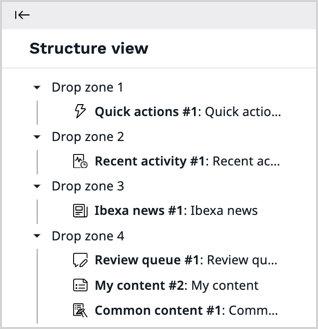 Structure view
Drop zone 1
Quick actions #1: Quick actio...
Drop zone 2
Recent activity #1: Recent ac...
Drop zone 3
Ibexa news #1: Ibexa news
Drop zone 4
Review queue #1: Review qu...
My content #2: My content
Common content #1: Comm...